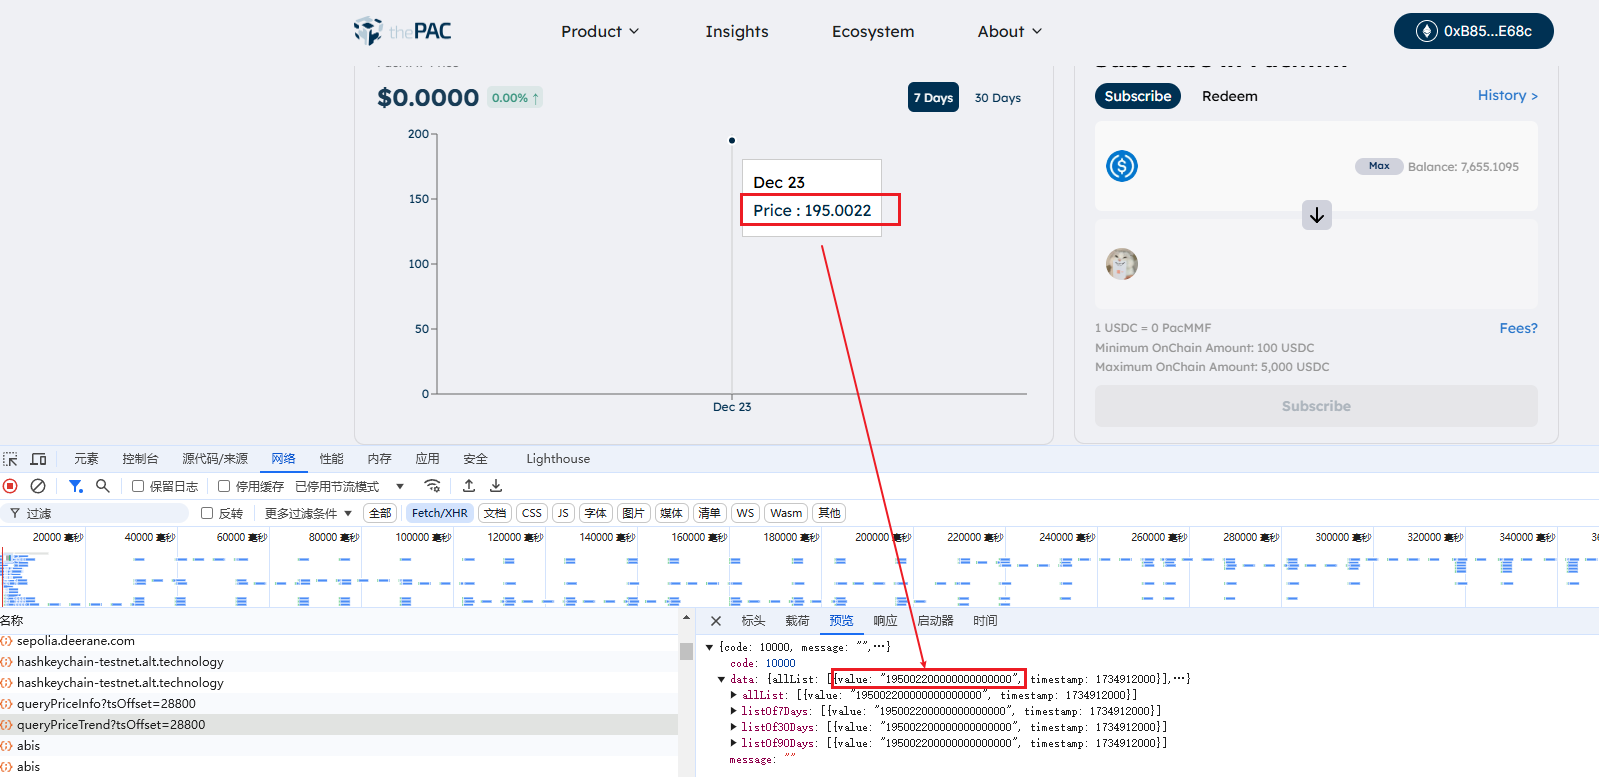 thePAC
Product
Insights
Ecosystem
About
0xB85...E68c
$0.0000
0.00% ↑
7 Days
30 Days
200
150
100
50
0
Dec 23
Price : 195.0022
Dec 23
Subscribe
Redeem
History >
Max
Balance: 7,655.1095
1 USDC = 0 PacMMF
Fees?
Minimum OnChain Amount: 100 USDC
Maximum OnChain Amount: 5,000 USDC
Subscribe
元素
控制台
源代码/来源
网络
性能
内存
应用
安全
Lighthouse
保留日志
停用缓存
已停用节流模式
过滤
反转
更多过滤条件
全部
Fetch/XHR
文档
CSS
JS
字体
图片
媒体
清单
WS
Wasm
其他
20000 毫秒
40000 毫秒
60000 毫秒
80000 毫秒
100000 毫秒
120000 毫秒
140000 毫秒
160000 毫秒
180000 毫秒
200000 毫秒
220000 毫秒
240000 毫秒
260000 毫秒
280000 毫秒
300000 毫秒
320000 毫秒
340000 毫秒
名称
sepolia.deerane.com
hashkeychain-testnet.alt.technology
hashkeychain-testnet.alt.technology
queryPriceInfo?tsOffset=28800
queryPriceTrend?tsOffset=28800
abis
abis
标头
载荷
预览
响应
启动器
时间
{code: 10000, message: "",…}
code: 10000
data: {allList: [{value: "195002200000000000000", timestamp: 1734912000}],…}
allList: [{value: "195002200000000000000", timestamp: 1734912000}]
listOf7Days: [{value: "195002200000000000000", timestamp: 1734912000}]
listOf30Days: [{value: "195002200000000000000", timestamp: 1734912000}]
listOf90Days: [{value: "195002200000000000000", timestamp: 1734912000}]
message: ""